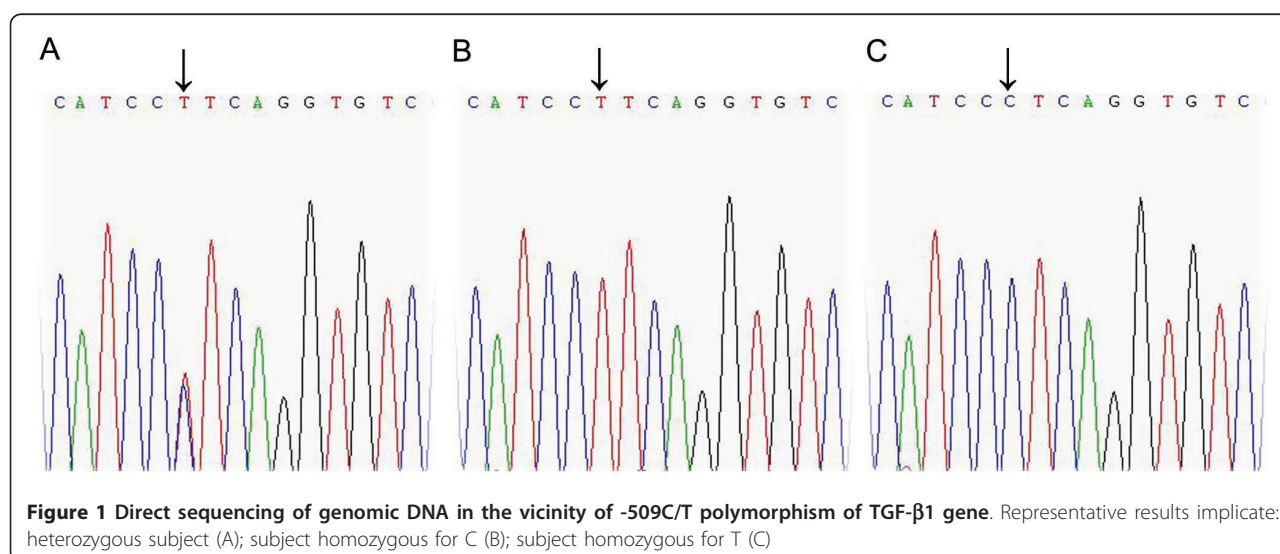 A
B
C
C A T C C T T C A G G T G T C
C A T C C T T C A G G T G T C
C A T C C C T C A G G T G T C
Figure 1 Direct sequencing of genomic DNA in the vicinity of -509C/T polymorphism of TGF-β1 gene. Representative results implicate:
heterozygous subject (A); subject homozygous for C (B); subject homozygous for T (C)